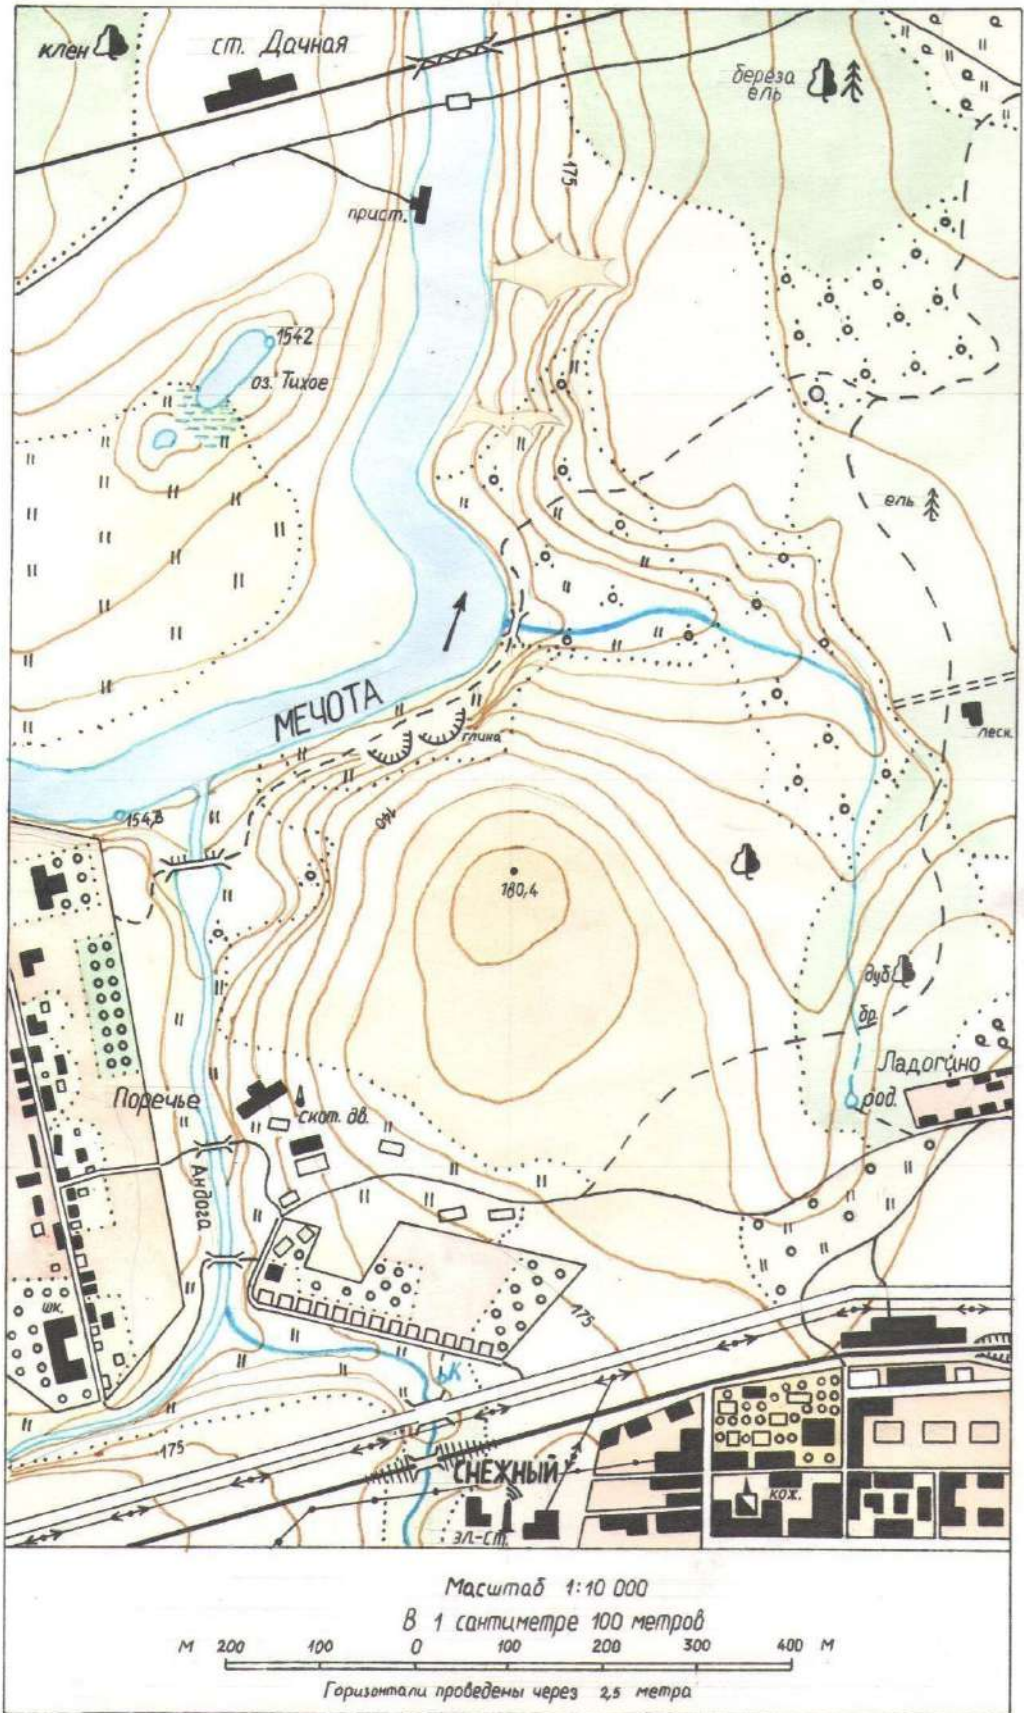 клен
ст. Дачная
береза
ель
175
прист.
1542
оз. Тихое
ель
МЕЧОТА
глина
леск.
154,8
140
180,4
дуб
бр.
Ладогино
род.
Поречье
скот. дв.
Андога
шк.
175
ьК
175
СНЕЖНЫЙ
кож.
эл-ст.
Масштаб 1:10 000
В 1 сантиметре 100 метров
М 200 100 0 100 200 300 400 М
Горизонтали проведены через 2,5 метра